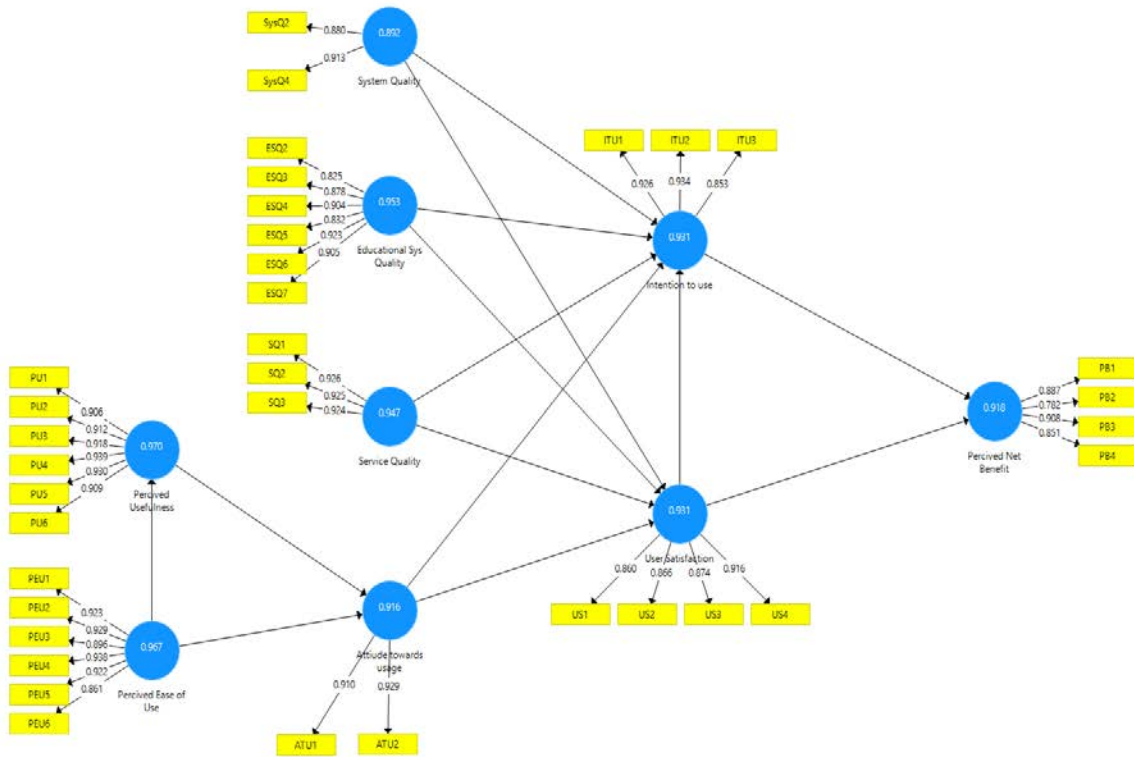 SysQ2
0.880
0.892
0.913
SysQ4
System Quality
ITU1
ITU2
ITU3
0.926
0.934
0.853
ESQ2
0.825
ESQ3
0.878
ESQ4
0.904
0.953
ESQ5
0.832
0.923
ESQ6
0.905
Educational Sys
Quality
ESQ7
0.931
Intention to use
SQ1
0.926
SQ2
0.925
SQ3
0.924
0.947
Service Quality
PU1
0.906
PU2
0.912
PU3
0.918
PU4
0.939
PU5
0.930
PU6
0.909
0.970
Percived
Usefulness
PB1
0.887
PB2
0.782
PB3
0.908
PB4
0.851
0.918
Percived Net
Benefit
0.931
User Satisfaction
0.860
0.866
0.874
0.916
US1
US2
US3
US4
PEU1
0.923
PEU2
0.929
PEU3
0.896
PEU4
0.938
PEU5
0.922
PEU6
0.861
0.967
Percived Ease of
Use
0.916
Attiude towards
usage
0.910
0.929
ATU1
ATU2